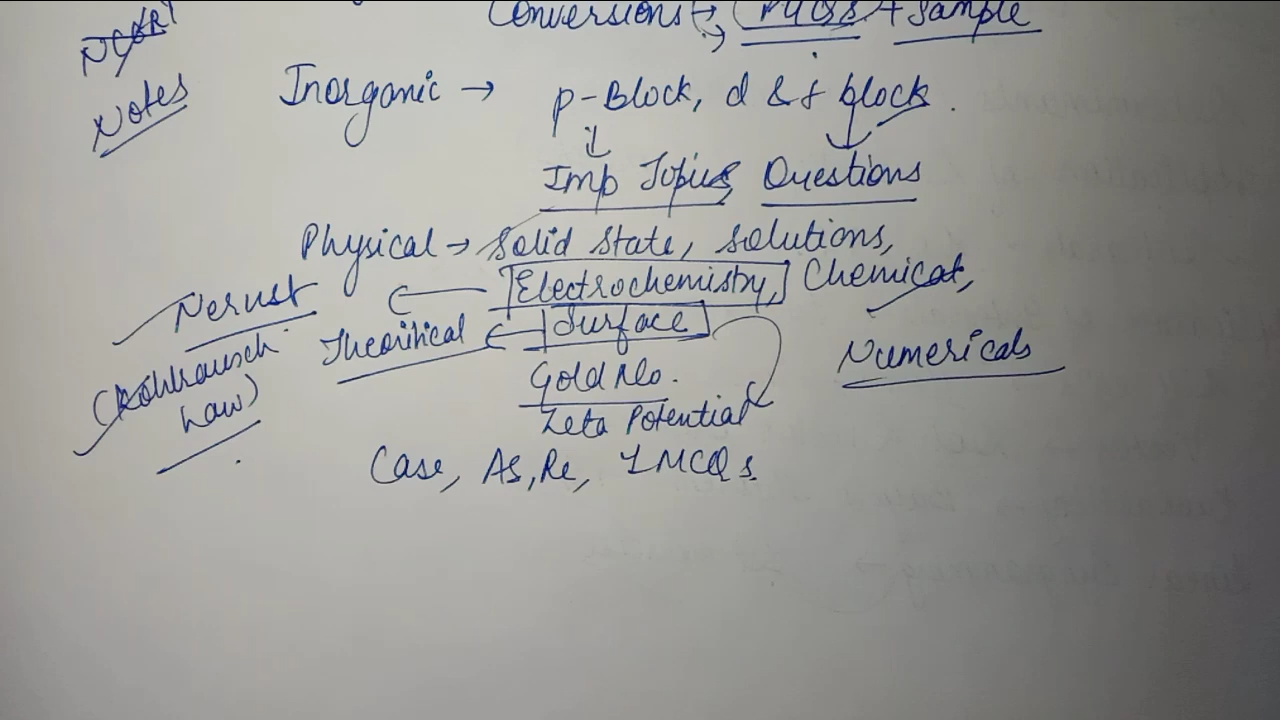 Conversions → PYQs + Sample
NCERT
Notes
Inorganic → p-Block, d & f block.
Imp Topics, Questions
Physical → Solid State, Solutions,
Electrochemistry, Chemical,
Nernst
Theoritical
Surface
Numericals
(Kohlrausch
Law)
Gold No.
Zeta Potential
Case, As, Re, MCQs